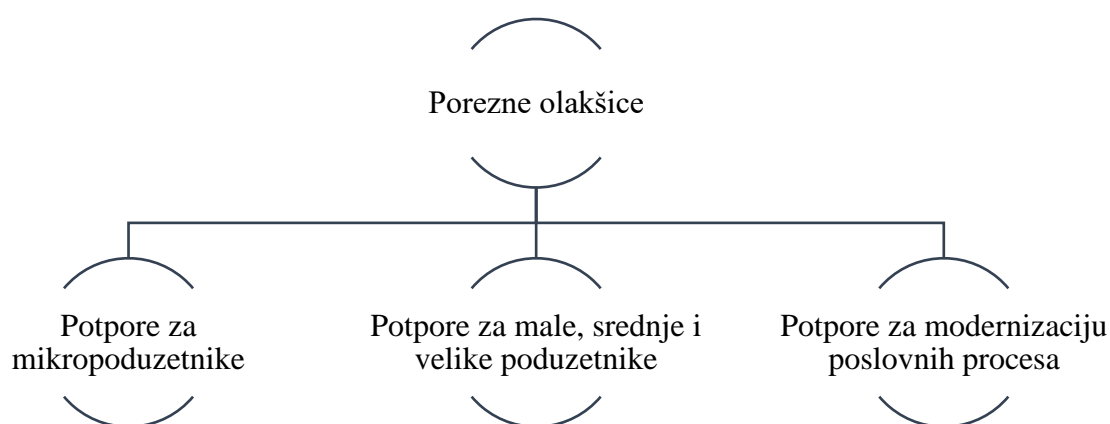 Porezne olakšice
Potpore za
mikropoduzetnike
Potpore za male, srednje i
velike poduzetnike
Potpore za modernizaciju
poslovnih procesa